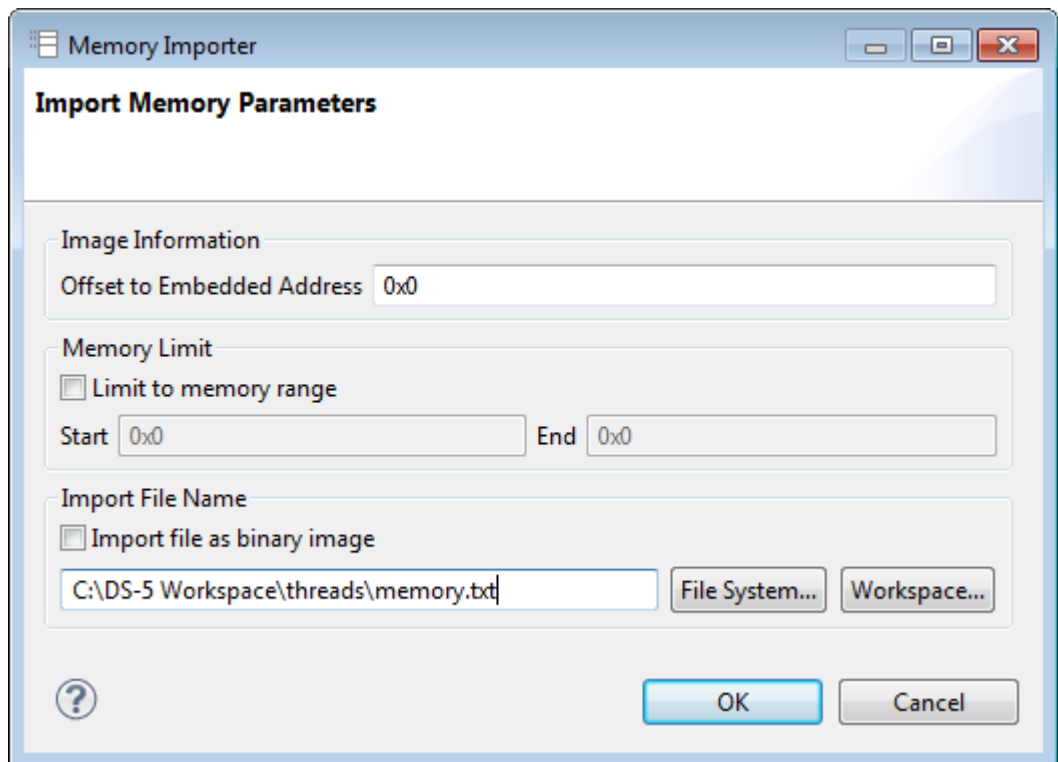 Memory Importer
Import Memory Parameters
Image Information
Offset to Embedded Address 0x0
Memory Limit
Limit to memory range
Start 0x0 End 0x0
Import File Name
Import file as binary image
C:\DS-5 Workspace\threads\memory.txt File System... Workspace...
? OK Cancel